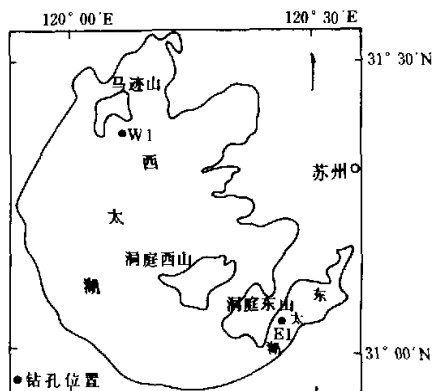 120° 00′
120° 30′
31° 30′N
马迹山
W1
西
苏州
太
洞庭西山
湖
洞庭东山
东
太
E1
湖
31° 00′N
钻孔位置